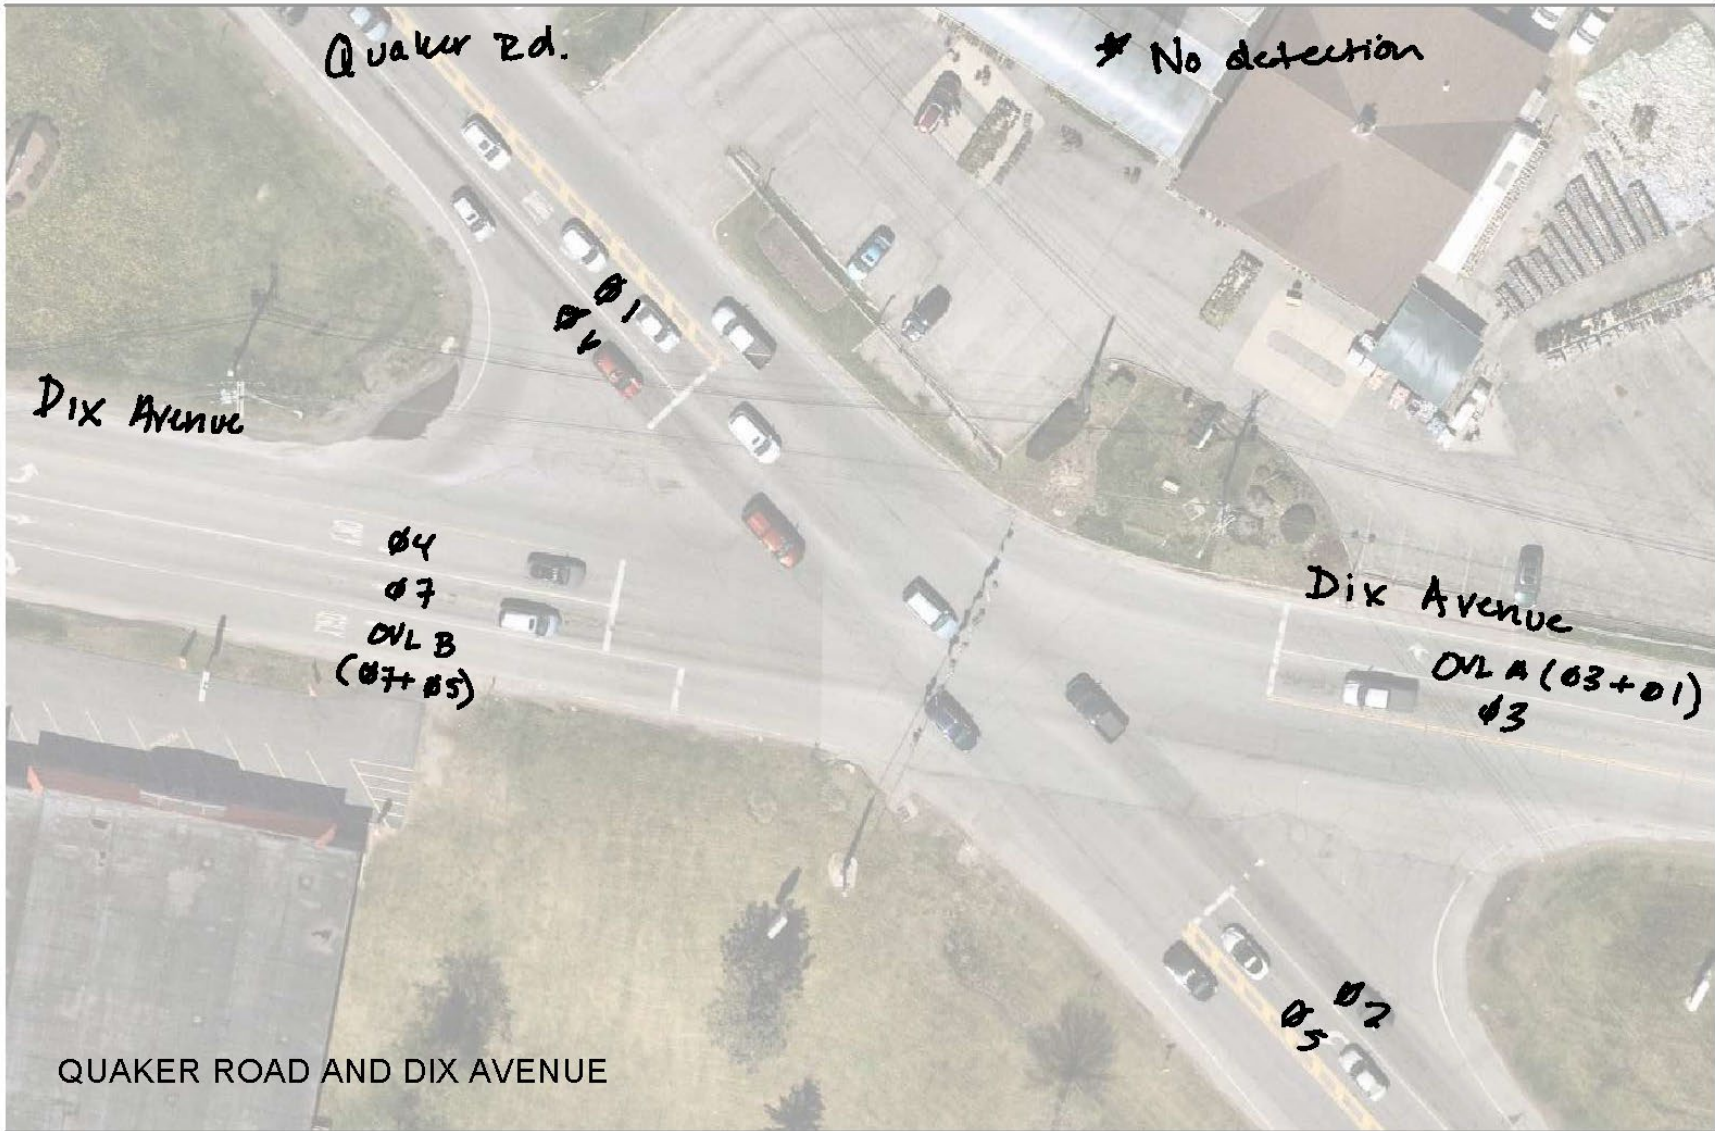 Quaker Rd.
* No detection
Ø1
Ø6
Dix Avenue
Ø4
Ø7
OVL B
(Ø7+Ø5)
Dix Avenue
OVL A (Ø3+Ø1)
Ø3
Ø2
Ø5
QUAKER ROAD AND DIX AVENUE